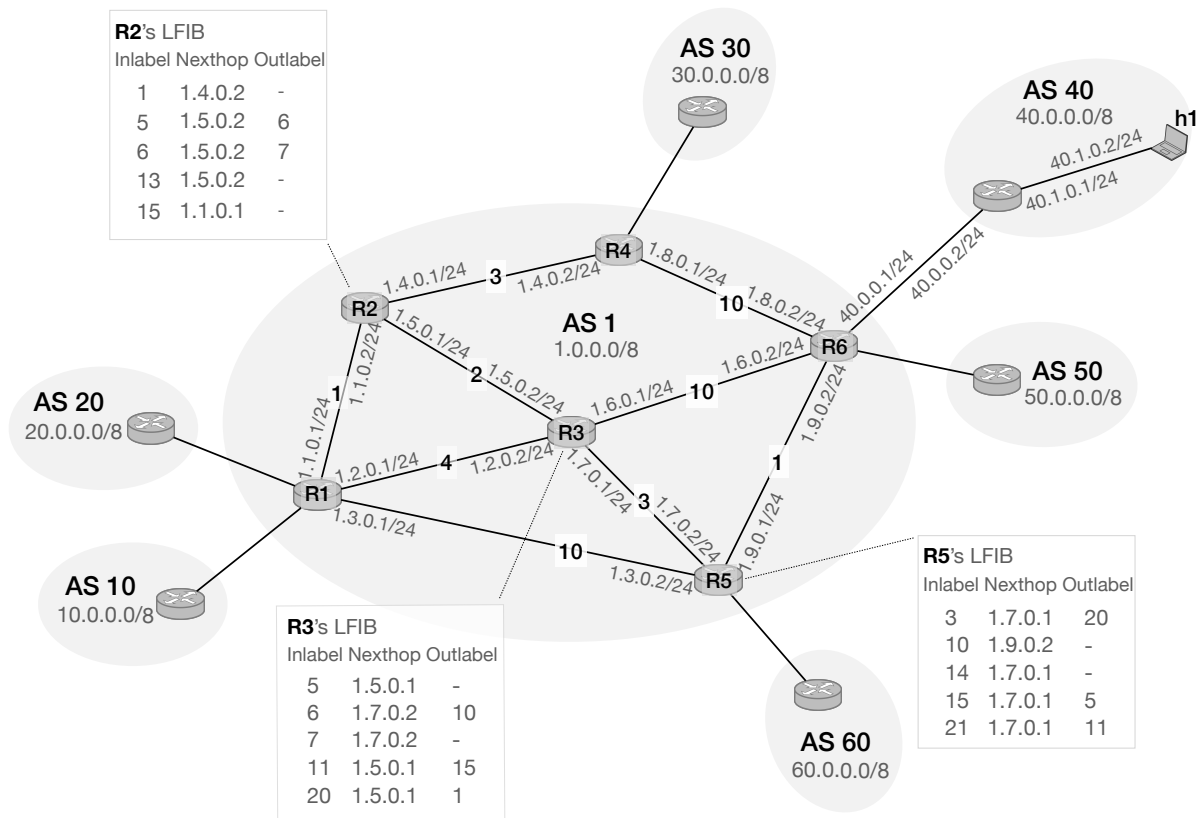 R2's LFIB
Inlabel Nexthop Outlabel
1 1.4.0.2 -
5 1.5.0.2 6
6 1.5.0.2 7
13 1.5.0.2 -
15 1.1.0.1 -
AS 30
30.0.0.0/8
AS 40
40.0.0.0/8
h1
40.1.0.2/24
40.1.0.1/24
40.0.0.1/24
40.0.0.2/24
R4
1.8.0.1/24
10
1.8.0.2/24
1.4.0.1/24
3
1.4.0.2/24
R2
AS 1
1.0.0.0/8
1.5.0.1/24
2
1.5.0.2/24
R6
1.6.0.2/24
10
1.6.0.1/24
AS 50
50.0.0.0/8
1.1.0.2/24
1
1.1.0.1/24
AS 20
20.0.0.0/8
R3
1.9.0.2/24
1
1.9.0.1/24
1.2.0.1/24
4
1.2.0.2/24
1.7.0.1/24
3
1.7.0.2/24
R1
1.3.0.1/24
10
1.3.0.2/24
R5
AS 10
10.0.0.0/8
R3's LFIB
Inlabel Nexthop Outlabel
5 1.5.0.1 -
6 1.7.0.2 10
7 1.7.0.2 -
11 1.5.0.1 15
20 1.5.0.1 1
R5's LFIB
Inlabel Nexthop Outlabel
3 1.7.0.1 20
10 1.9.0.2 -
14 1.7.0.1 -
15 1.7.0.1 5
21 1.7.0.1 11
AS 60
60.0.0.0/8